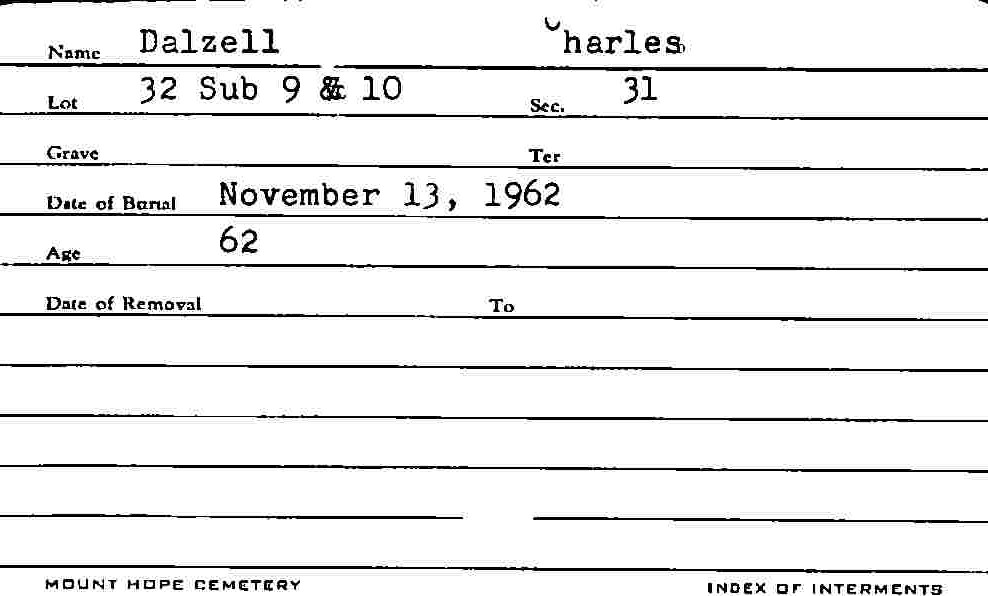 Name Dalzell Charles
Lot 32 Sub 9 & 10 Sec. 31
Grave Ter
Date of Burial November 13, 1962
Age 62
Date of Removal To
MOUNT HOPE CEMETERY INDEX OF INTERMENTS